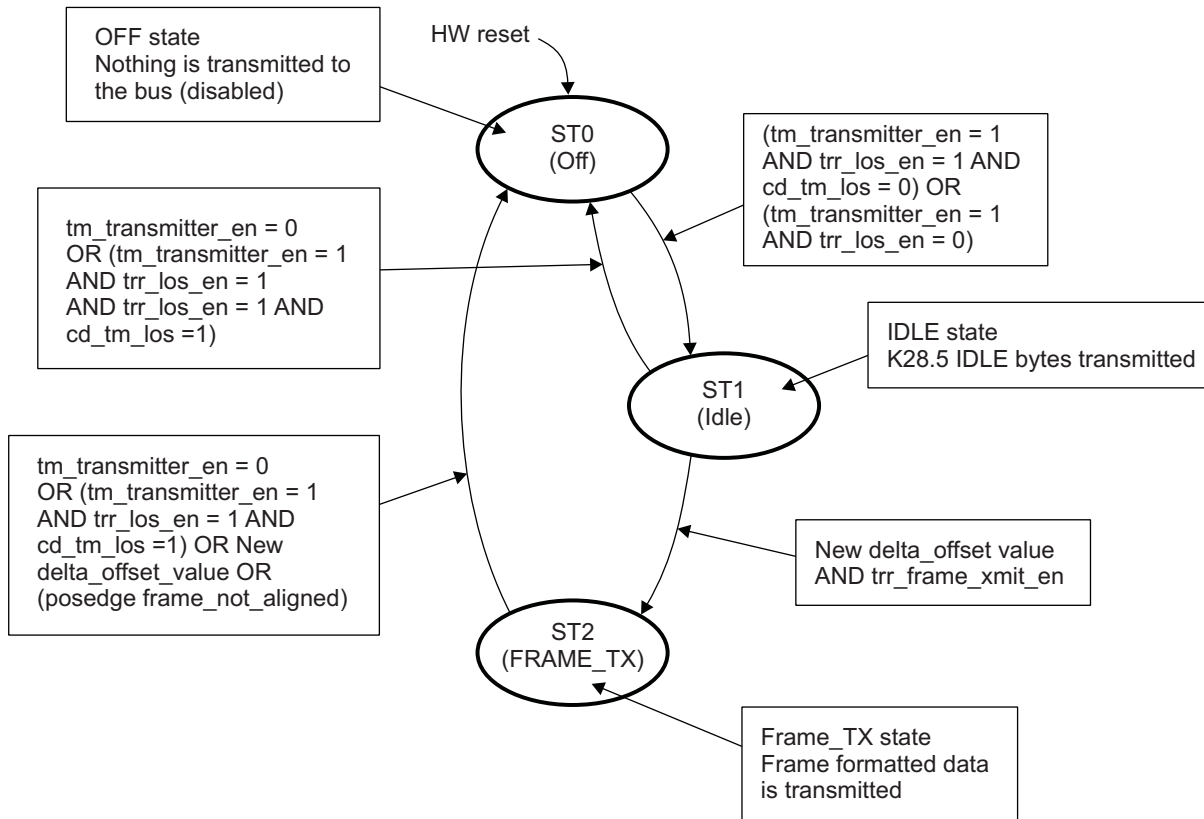 OFF state
Nothing is transmitted to
the bus (disabled)
HW reset
ST0
(Off)
(tm_transmitter_en = 1
AND trr_los_en = 1 AND
cd_tm_los = 0) OR
(tm_transmitter_en = 1
AND trr_los_en = 0)
tm_transmitter_en = 0
OR (tm_transmitter_en = 1
AND trr_los_en = 1
AND trr_los_en = 1 AND
cd_tm_los =1)
IDLE state
K28.5 IDLE bytes transmitted
ST1
(Idle)
tm_transmitter_en = 0
OR (tm_transmitter_en = 1
AND trr_los_en = 1 AND
cd_tm_los =1) OR New
delta_offset_value OR
(posedge frame_not_aligned)
New delta_offset value
AND trr_frame_xmit_en
ST2
(FRAME_TX)
Frame_TX state
Frame formatted data
is transmitted